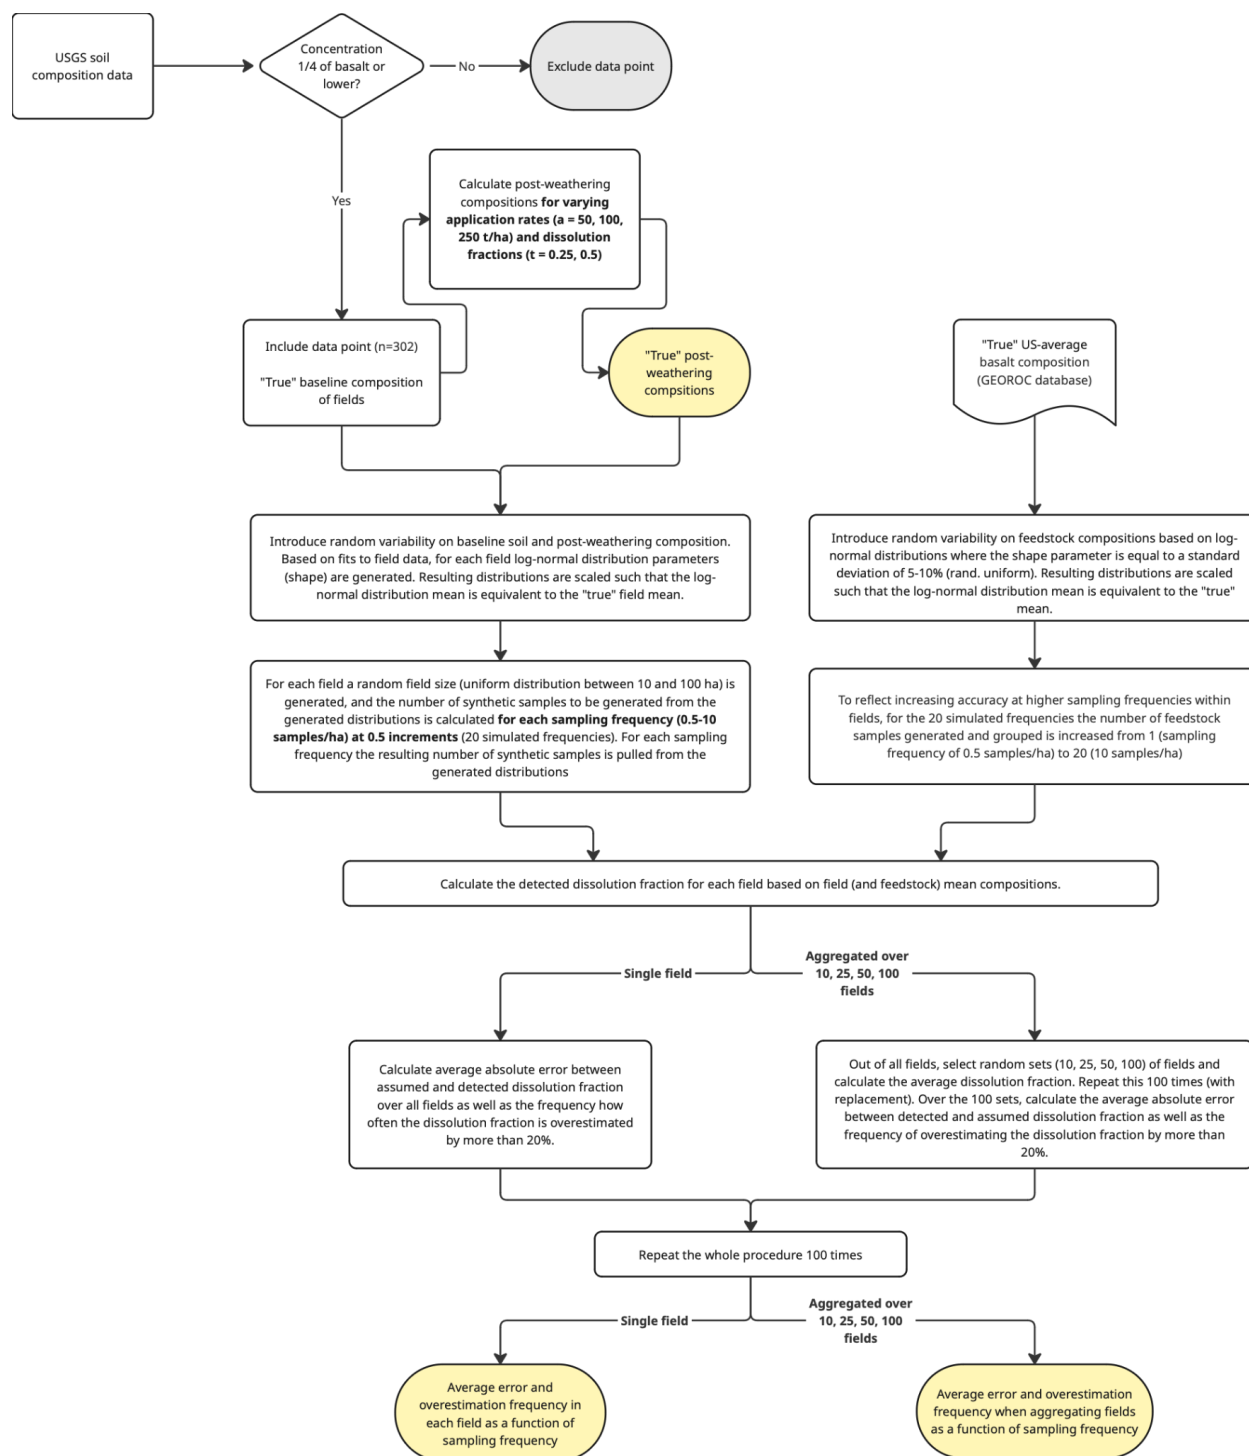 USGS soil
composition data
Concentration
1/4 of basalt or
lower?
No
Exclude data point
Yes
Calculate post-weathering
compositions for varying
application rates (a = 50, 100,
250 t/ha) and dissolution
fractions (t = 0.25, 0.5)
Include data point (n=302)
"True" baseline composition
of fields
"True" post-
weathering
compsitions
"True" US-average
basalt composition
(GEOROC database)
Introduce random variability on baseline soil and post-weathering composition.
Based on fits to field data, for each field log-normal distribution parameters
(shape) are generated. Resulting distributions are scaled such that the log-
normal distribution mean is equivalent to the "true" field mean.
Introduce random variability on feedstock compositions based on log-
normal distributions where the shape parameter is equal to a standard
deviation of 5-10% (rand. uniform). Resulting distributions are scaled
such that the log-normal distribution mean is equivalent to the "true"
mean.
For each field a random field size (uniform distribution between 10 and 100 ha) is
generated, and the number of synthetic samples to be generated from the
generated distributions is calculated for each sampling frequency (0.5-10
samples/ha) at 0.5 increments (20 simulated frequencies). For each sampling
frequency the resulting number of synthetic samples is pulled from the
generated distributions
To reflect increasing accuracy at higher sampling frequencies within
fields, for the 20 simulated frequencies the number of feedstock
samples generated and grouped is increased from 1 (sampling
frequency of 0.5 samples/ha) to 20 (10 samples/ha)
Calculate the detected dissolution fraction for each field based on field (and feedstock) mean compositions.
Single field
Aggregated over
10, 25, 50, 100
fields
Calculate average absolute error between
assumed and detected dissolution fraction
over all fields as well as the frequency how
often the dissolution fraction is overestimated
by more than 20%.
Out of all fields, select random sets (10, 25, 50, 100) of fields and
calculate the average dissolution fraction. Repeat this 100 times (with
replacement). Over the 100 sets, calculate the average absolute error
between detected and assumed dissolution fraction as well as the
frequency of overestimating the dissolution fraction by more than
20%.
Repeat the whole procedure 100 times
Single field
Aggregated over
10, 25, 50, 100
fields
Average error and
overestimation frequency in
each field as a function of
sampling frequency
Average error and overestimation
frequency when aggregating fields
as a function of sampling frequency